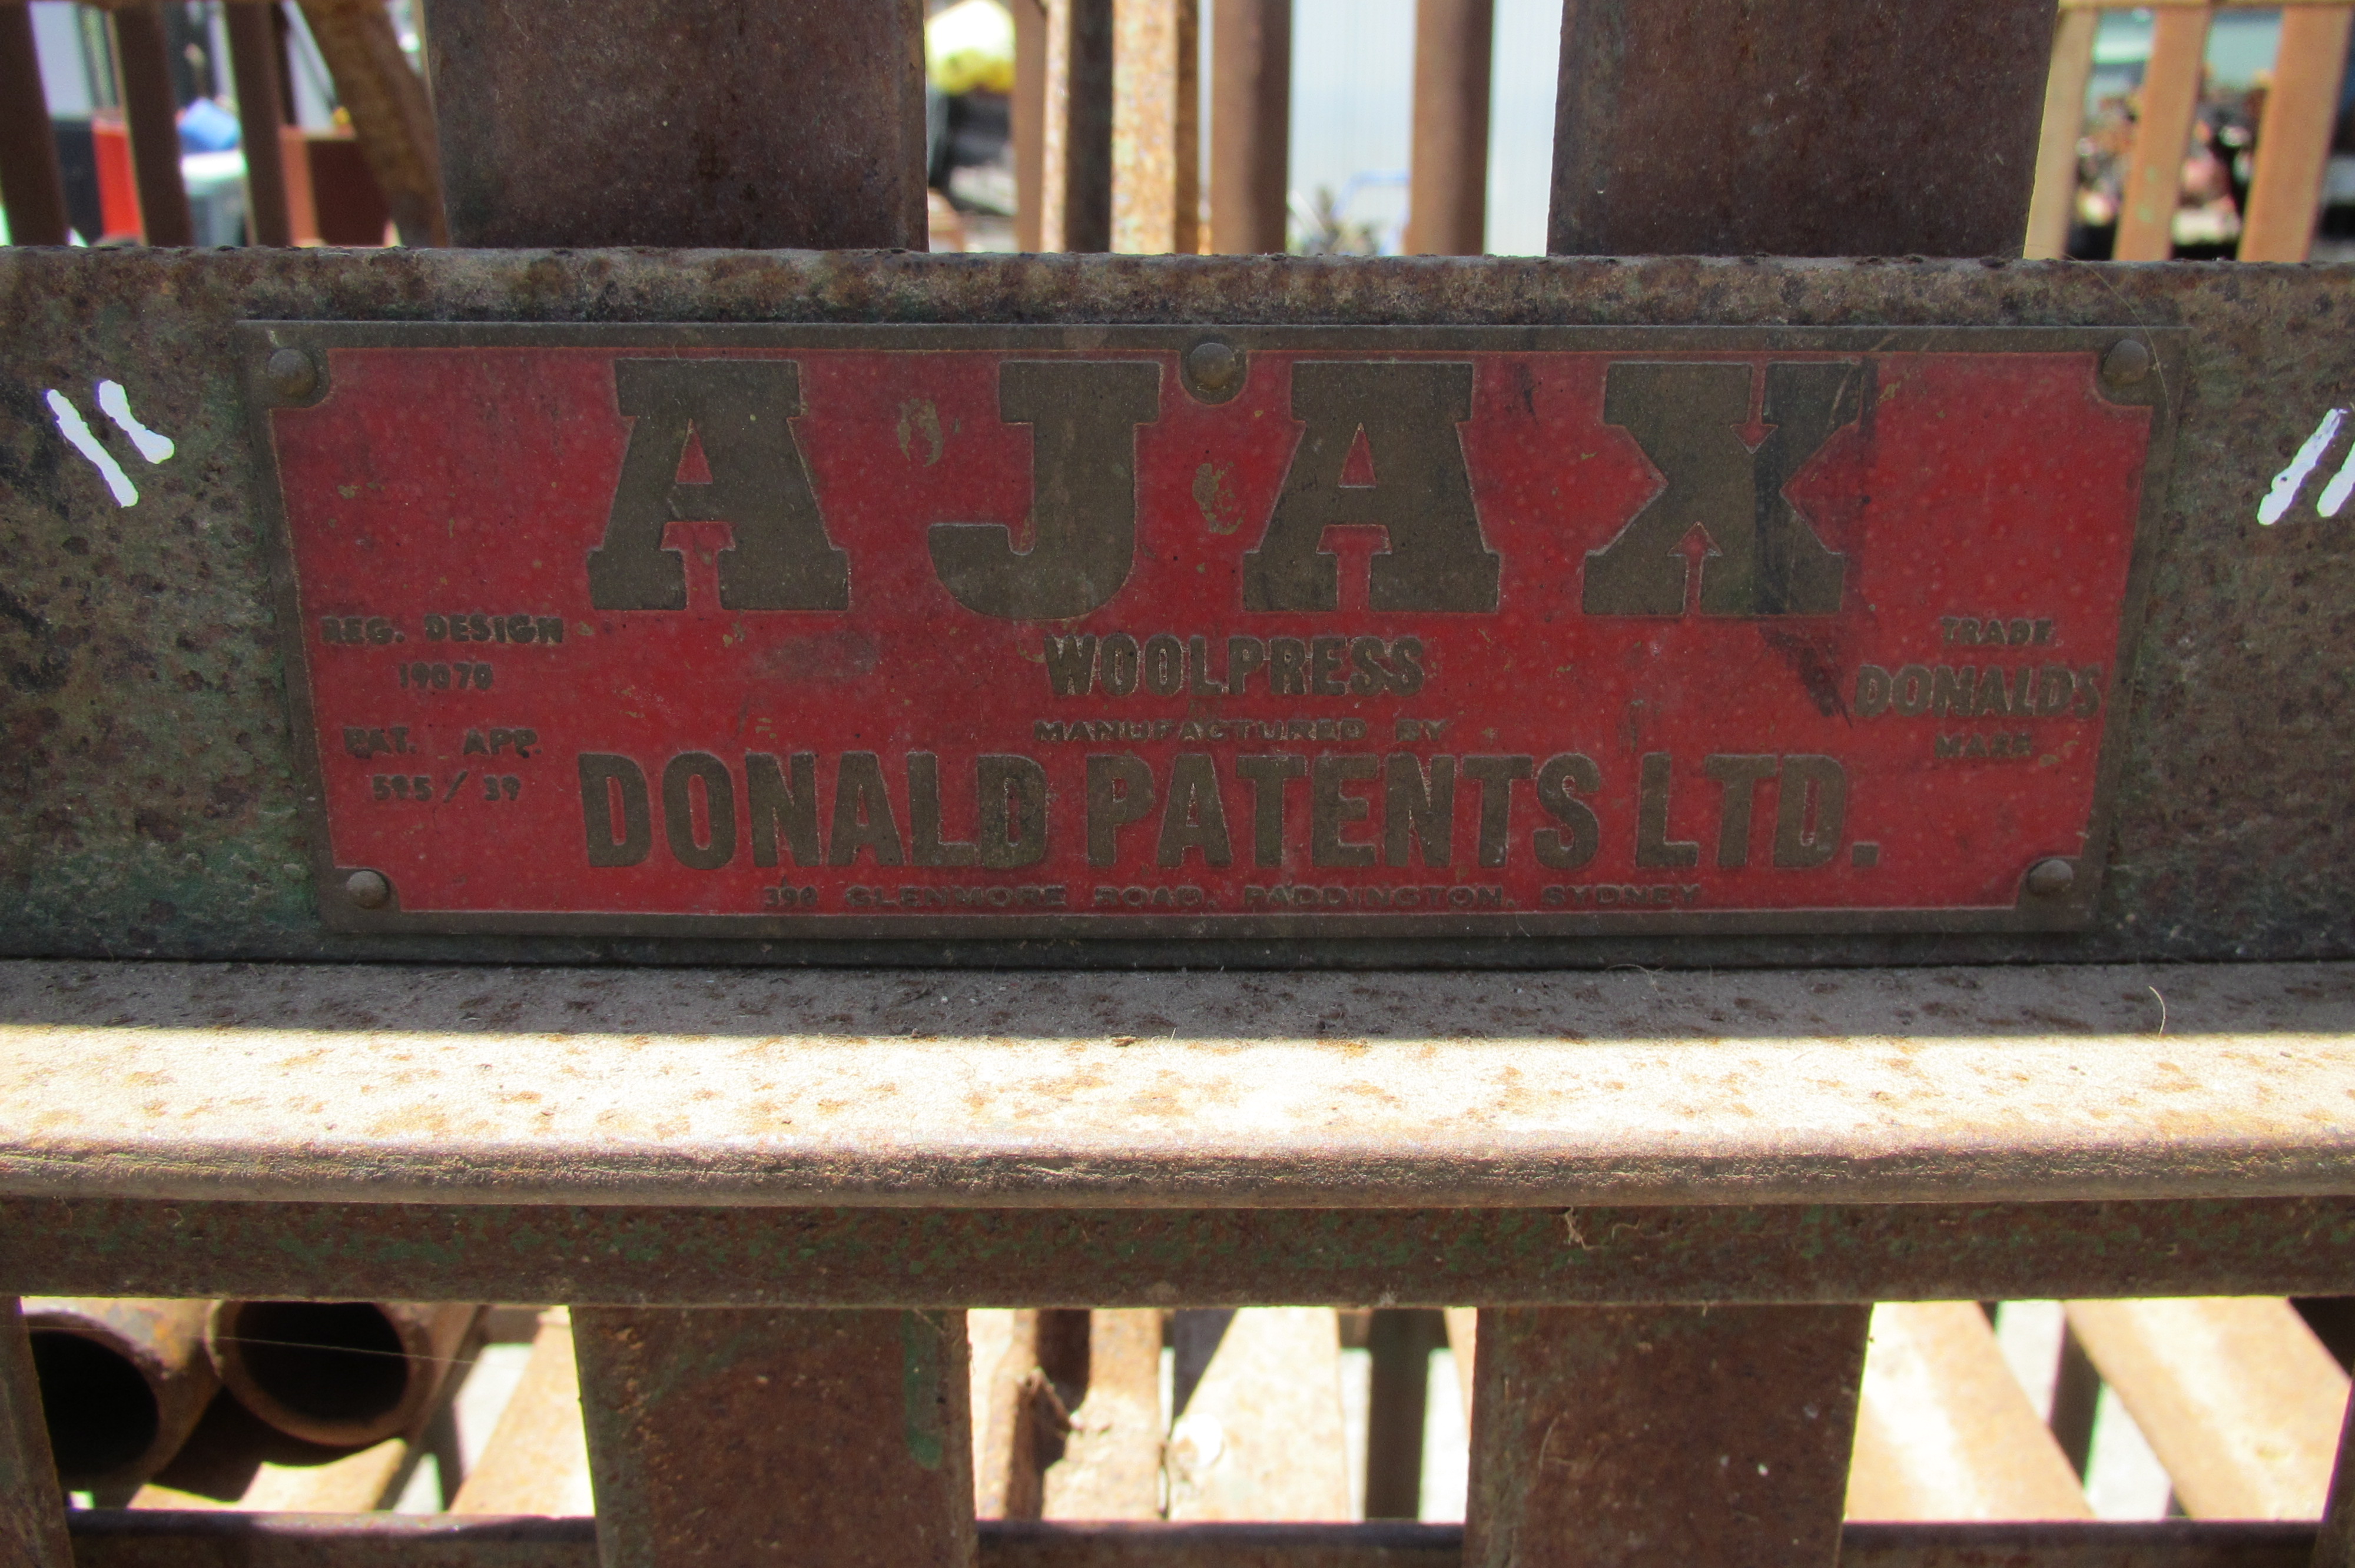 AJAX
REG. DESIGN
19070
WOOLPRESS
TRADE
DONALDS
MARK
PAT. APP.
595 / 39
MANUFACTURED BY
DONALD PATENTS LTD.
GLENMORE ROAD, PADDINGTON, SYDNEY